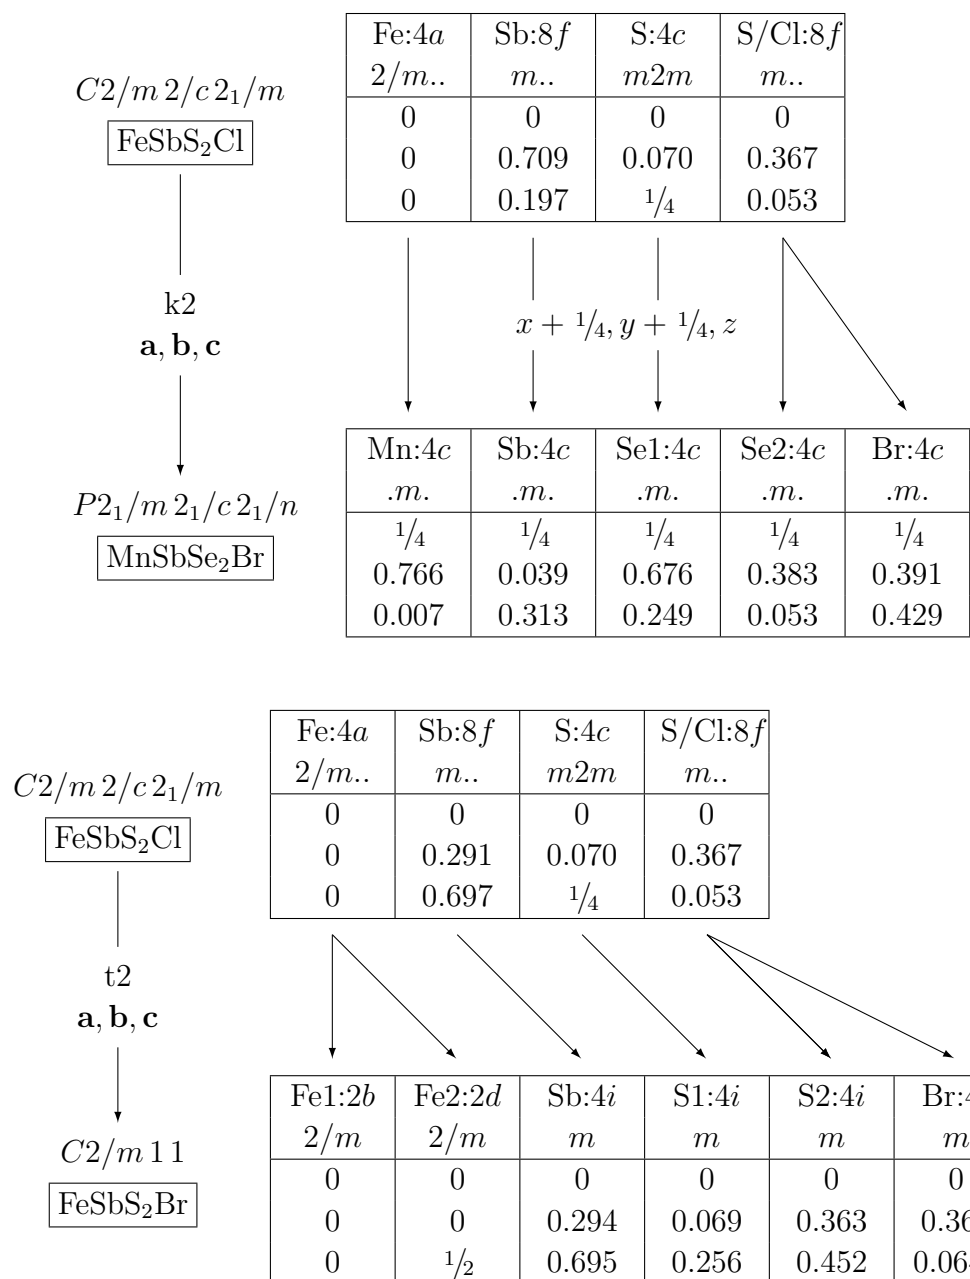 Fe:4a Sb:8f S:4c S/Cl:8f
2/m.. m.. m2m m..
C2/m 2/c 2₁/m
FeSbS₂Cl
0 0 0 0
0 0.709 0.070 0.367
0 0.197 1/4 0.053
k2
a, b, c
x + 1/4, y + 1/4, z
Mn:4c Sb:4c Se1:4c Se2:4c Br:4c
.m. .m. .m. .m. .m.
P2₁/m 2₁/c 2₁/n
MnSbSe₂Br
1/4 1/4 1/4 1/4 1/4
0.766 0.039 0.676 0.383 0.391
0.007 0.313 0.249 0.053 0.429
Fe:4a Sb:8f S:4c S/Cl:8f
2/m.. m.. m2m m..
C2/m 2/c 2₁/m
FeSbS₂Cl
0 0 0 0
0 0.291 0.070 0.367
0 0.697 1/4 0.053
t2
a, b, c
Fe1:2b Fe2:2d Sb:4i S1:4i S2:4i Br:4
2/m 2/m m m m m
C2/m 1 1
FeSbS₂Br
0 0 0 0 0 0
0 0 0.294 0.069 0.363 0.36
0 1/2 0.695 0.256 0.452 0.06